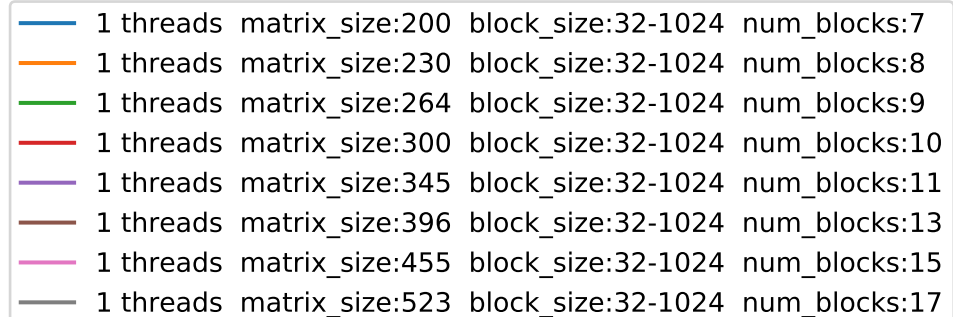 1 threads matrix_size:200 block_size:32-1024 num_blocks:7
1 threads matrix_size:230 block_size:32-1024 num_blocks:8
1 threads matrix_size:264 block_size:32-1024 num_blocks:9
1 threads matrix_size:300 block_size:32-1024 num_blocks:10
1 threads matrix_size:345 block_size:32-1024 num_blocks:11
1 threads matrix_size:396 block_size:32-1024 num_blocks:13
1 threads matrix_size:455 block_size:32-1024 num_blocks:15
1 threads matrix_size:523 block_size:32-1024 num_blocks:17